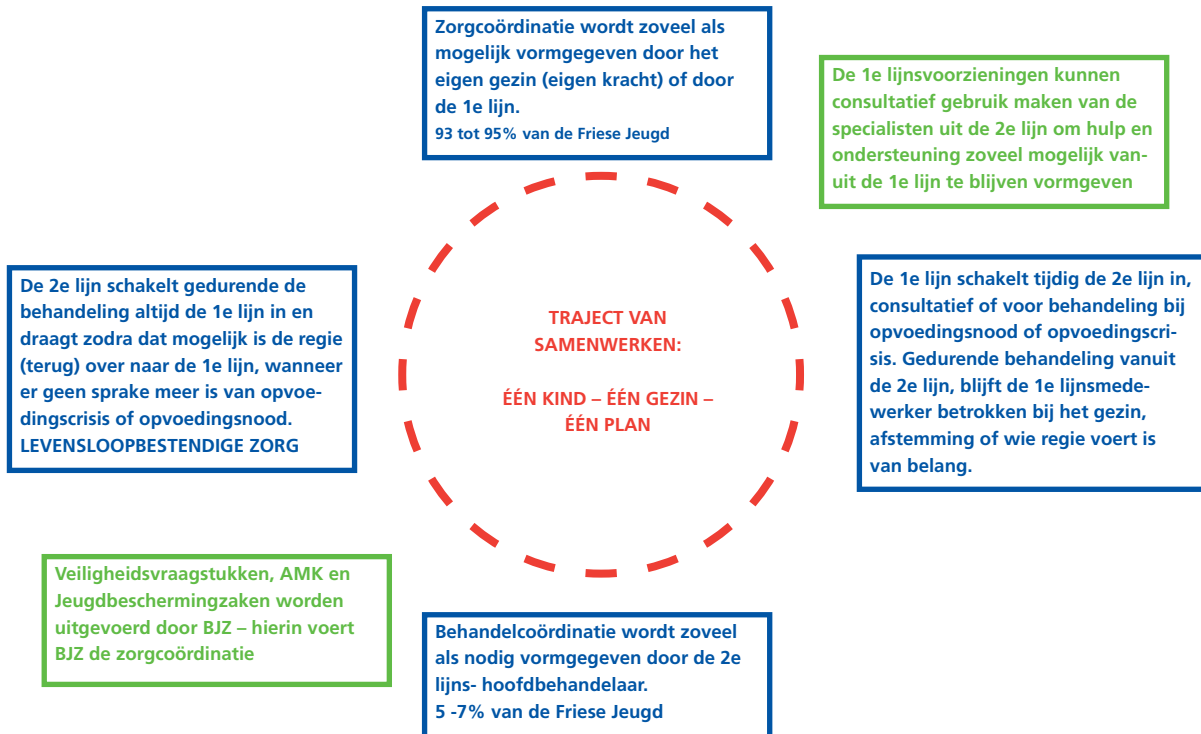 Zorgcoördinatie wordt zoveel als
mogelijk vormgegeven door het
eigen gezin (eigen kracht) of door
de 1e lijn.
93 tot 95% van de Friese Jeugd
De 1e lijnsvoorzieningen kunnen
consultatief gebruik maken van de
specialisten uit de 2e lijn om hulp en
ondersteuning zoveel mogelijk van-
uit de 1e lijn te blijven vormgeven
De 2e lijn schakelt gedurende de
behandeling altijd de 1e lijn in en
draagt zodra dat mogelijk is de regie
(terug) over naar de 1e lijn, wanneer
er geen sprake meer is van opvoe-
dingscrisis of opvoedingsnood.
LEVENSLOOPBESTENDIGE ZORG
TRAJECT VAN
SAMENWERKEN:
ÉÉN KIND – ÉÉN GEZIN –
ÉÉN PLAN
De 1e lijn schakelt tijdig de 2e lijn in,
consultatief of voor behandeling bij
opvoedingsnood of opvoedingscri-
sis. Gedurende behandeling vanuit
de 2e lijn, blijft de 1e lijnsmede-
werker betrokken bij het gezin,
afstemming of wie regie voert is
van belang.
Veiligheidsvraagstukken, AMK en
Jeugdbeschermingzaken worden
uitgevoerd door BJZ – hierin voert
BJZ de zorgcoördinatie
Behandelcoördinatie wordt zoveel
als nodig vormgegeven door de 2e
lijns- hoofdbehandelaar.
5 -7% van de Friese Jeugd